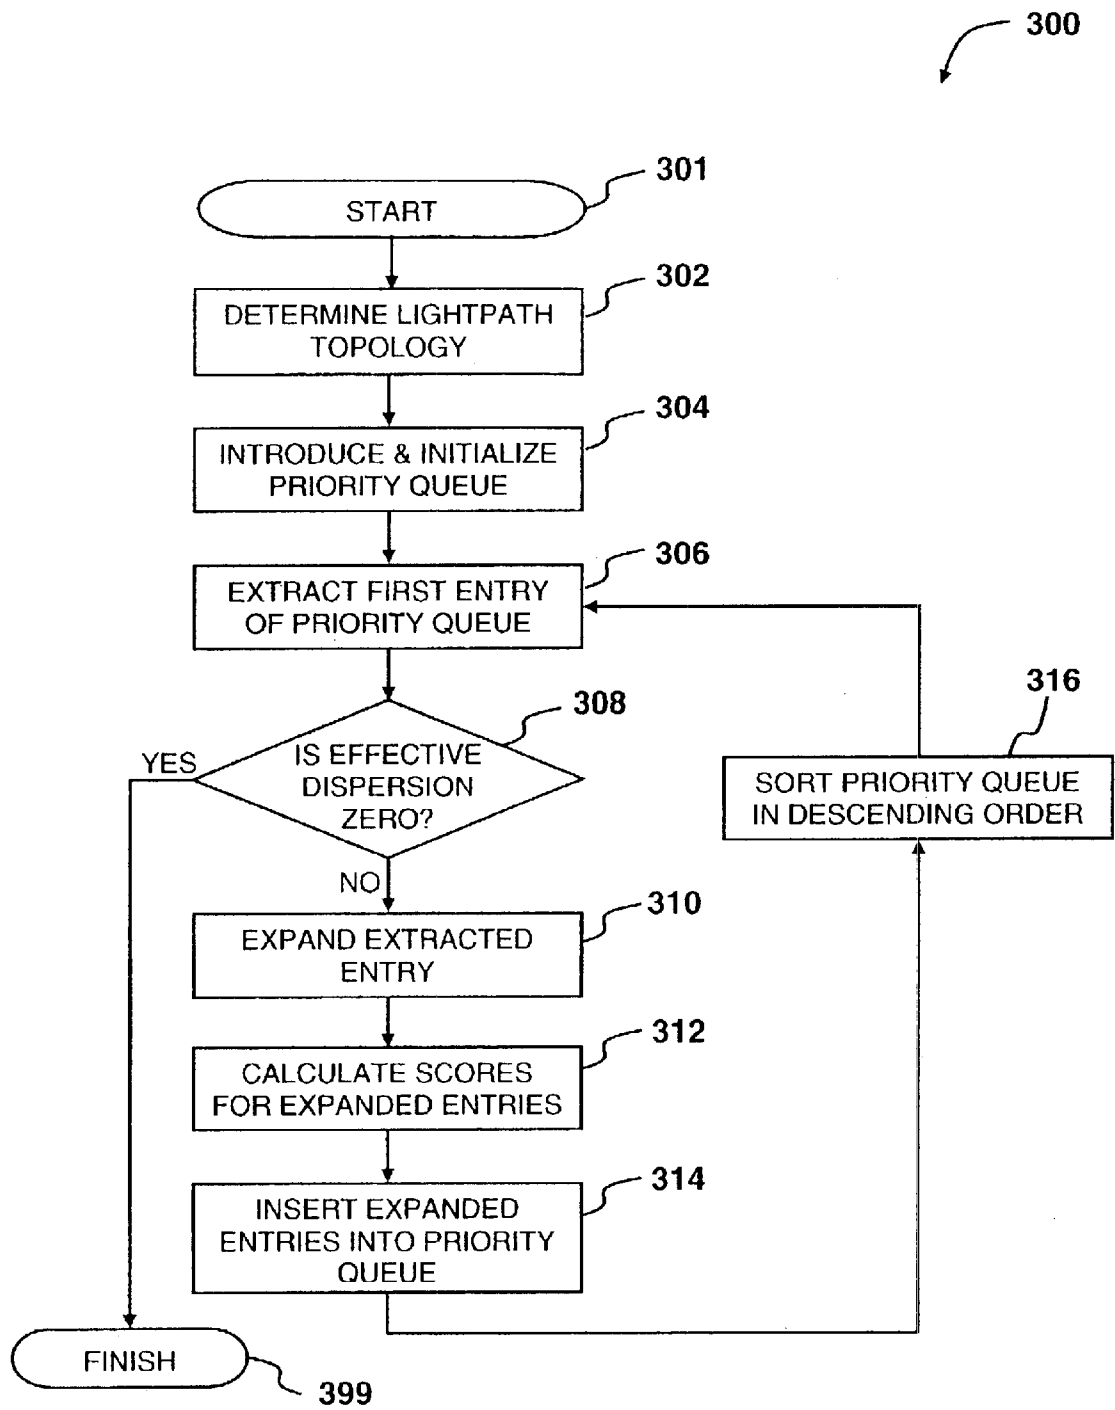 300
301
START
302
DETERMINE LIGHTPATH
TOPOLOGY
304
INTRODUCE & INITIALIZE
PRIORITY QUEUE
306
EXTRACT FIRST ENTRY
OF PRIORITY QUEUE
308
316
YES
IS EFFECTIVE
DISPERSION
ZERO?
SORT PRIORITY QUEUE
IN DESCENDING ORDER
NO
310
EXPAND EXTRACTED
ENTRY
312
CALCULATE SCORES
FOR EXPANDED ENTRIES
314
INSERT EXPANDED
ENTRIES INTO PRIORITY
QUEUE
FINISH
399